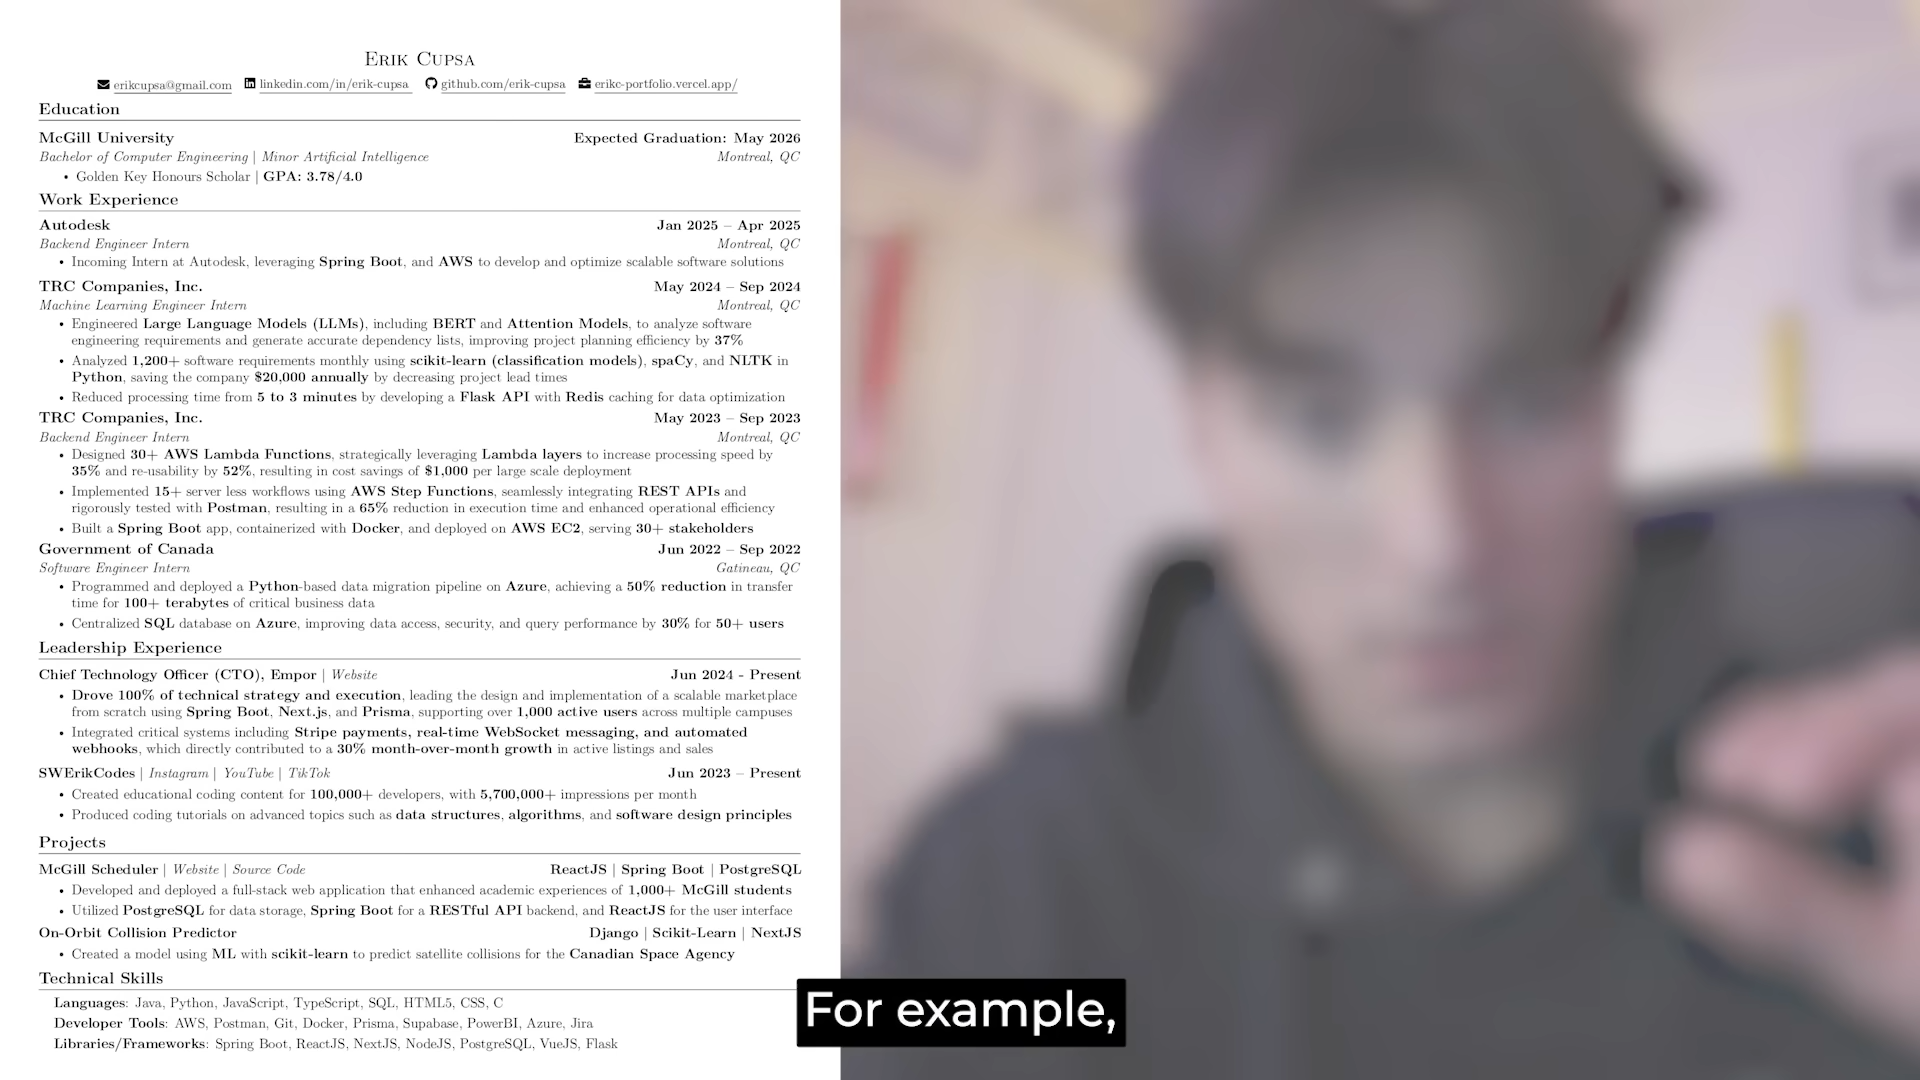 Erik Cupsa
erikcupsa@gmail.com linkedin.com/in/erik-cupsa github.com/erik-cupsa erikc-portfolio.vercel.app/
Education
McGill University Expected Graduation: May 2026
Bachelor of Computer Engineering | Minor Artificial Intelligence Montreal, QC
• Golden Key Honours Scholar | GPA: 3.78/4.0
Work Experience
Autodesk Jan 2025 – Apr 2025
Backend Engineer Intern Montreal, QC
• Incoming Intern at Autodesk, leveraging Spring Boot, and AWS to develop and optimize scalable software solutions
TRC Companies, Inc. May 2024 – Sep 2024
Machine Learning Engineer Intern Montreal, QC
• Engineered Large Language Models (LLMs), including BERT and Attention Models, to analyze software
engineering requirements and generate accurate dependency lists, improving project planning efficiency by 37%
• Analyzed 1,200+ software requirements monthly using scikit-learn (classification models), spaCy, and NLTK in
Python, saving the company $20,000 annually by decreasing project lead times
• Reduced processing time from 5 to 3 minutes by developing a Flask API with Redis caching for data optimization
TRC Companies, Inc. May 2023 – Sep 2023
Backend Engineer Intern Montreal, QC
• Designed 30+ AWS Lambda Functions, strategically leveraging Lambda layers to increase processing speed by
35% and re-usability by 52%, resulting in cost savings of $1,000 per large scale deployment
• Implemented 15+ server less workflows using AWS Step Functions, seamlessly integrating REST APIs and
rigorously tested with Postman, resulting in a 65% reduction in execution time and enhanced operational efficiency
• Built a Spring Boot app, containerized with Docker, and deployed on AWS EC2, serving 30+ stakeholders
Government of Canada Jun 2022 – Sep 2022
Software Engineer Intern Gatineau, QC
• Programmed and deployed a Python-based data migration pipeline on Azure, achieving a 50% reduction in transfer
time for 100+ terabytes of critical business data
• Centralized SQL database on Azure, improving data access, security, and query performance by 30% for 50+ users
Leadership Experience
Chief Technology Officer (CTO), Empor | Website Jun 2024 - Present
• Drove 100% of technical strategy and execution, leading the design and implementation of a scalable marketplace
from scratch using Spring Boot, Next.js, and Prisma, supporting over 1,000 active users across multiple campuses
• Integrated critical systems including Stripe payments, real-time WebSocket messaging, and automated
webhooks, which directly contributed to a 30% month-over-month growth in active listings and sales
SWErikCodes | Instagram | YouTube | TikTok Jun 2023 – Present
• Created educational coding content for 100,000+ developers, with 5,700,000+ impressions per month
• Produced coding tutorials on advanced topics such as data structures, algorithms, and software design principles
Projects
McGill Scheduler | Website | Source Code ReactJS | Spring Boot | PostgreSQL
• Developed and deployed a full-stack web application that enhanced academic experiences of 1,000+ McGill students
• Utilized PostgreSQL for data storage, Spring Boot for a RESTful API backend, and ReactJS for the user interface
On-Orbit Collision Predictor Django | Scikit-Learn | NextJS
• Created a model using ML with scikit-learn to predict satellite collisions for the Canadian Space Agency
Technical Skills
Languages: Java, Python, JavaScript, TypeScript, SQL, HTML5, CSS, C
Developer Tools: AWS, Postman, Git, Docker, Prisma, Supabase, PowerBI, Azure, Jira
Libraries/Frameworks: Spring Boot, ReactJS, NextJS, NodeJS, PostgreSQL, VueJS, Flask
For example,